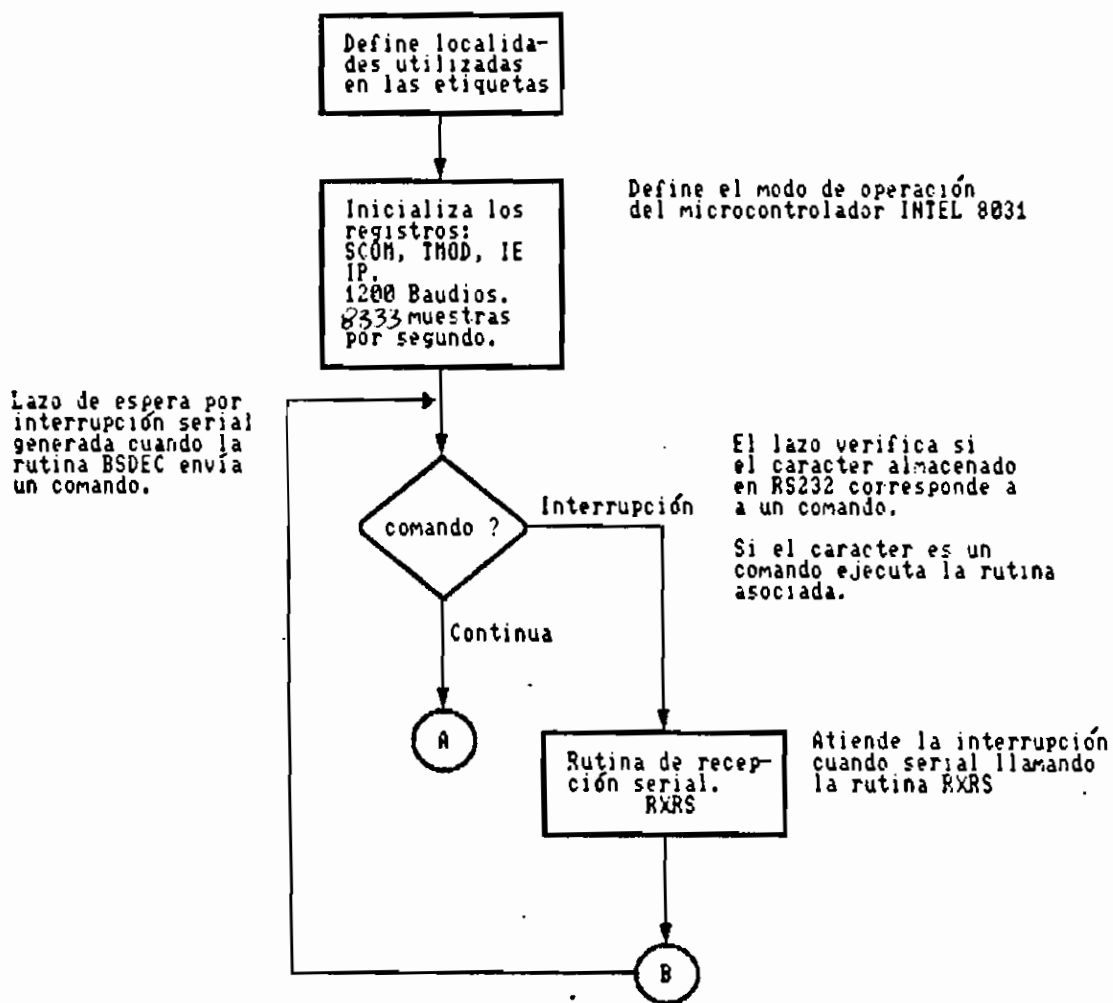 Define localida-
des utilizadas
en las etiquetas
Inicializa los
registros:
SCOM, TMOD, IE
IP.
1200 Baudios.
8333 muestras
por segundo.
Define el modo de operación
del microcontrolador INTEL 8031
Lazo de espera por
interrupción serial
generada cuando la
rutina BSDEC envía
un comando.
comando ?
Interrupción
El lazo verifica si
el caracter almacenado
en RS232 corresponde a
a un comando.
Si el caracter es un
comando ejecuta la rutina
asociada.
Continua
A
Rutina de recep-
ción serial.
RXRS
Atiende la interrupción
cuando serial llamando
la rutina RXRS
B